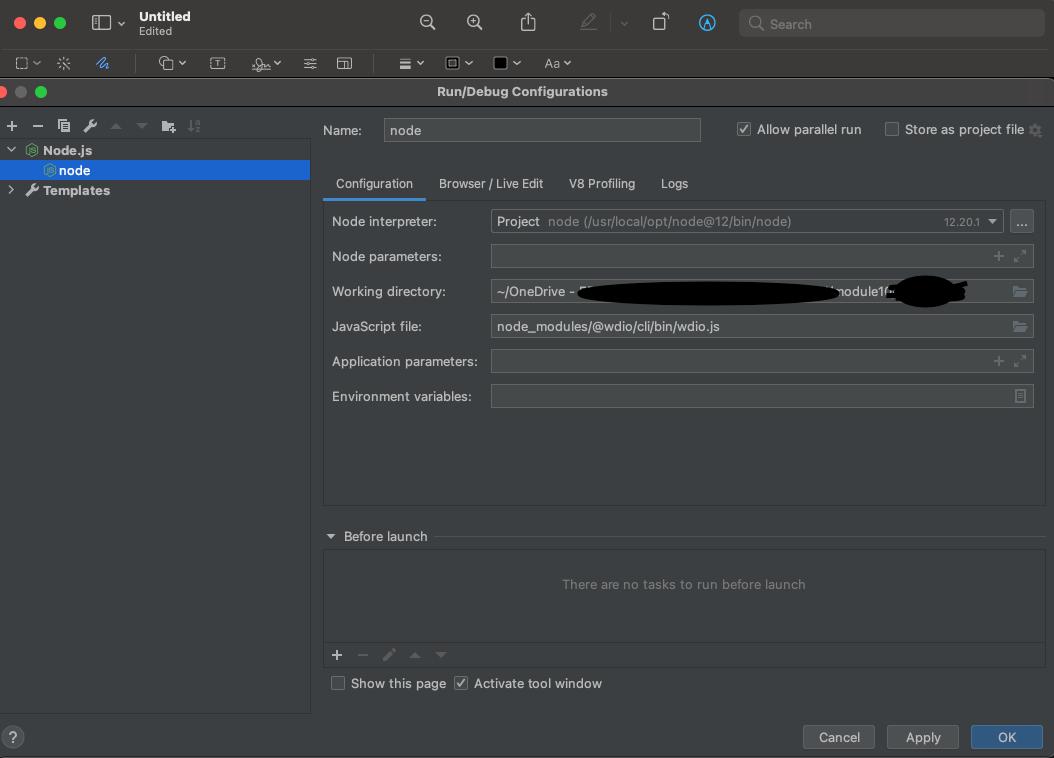 Untitled
Edited
Search
T
Aa
Run/Debug Configurations
Name: node
Allow parallel run
Store as project file
Node.js
node
Templates
Configuration Browser / Live Edit V8 Profiling Logs
Node interpreter: Project node (/usr/local/opt/node@12/bin/node) 12.20.1 ...
Node parameters:
Working directory: ~/OneDrive -
JavaScript file: node_modules/@wdio/cli/bin/wdio.js
Application parameters:
Environment variables:
Before launch
There are no tasks to run before launch
Show this page Activate tool window
? Cancel Apply OK